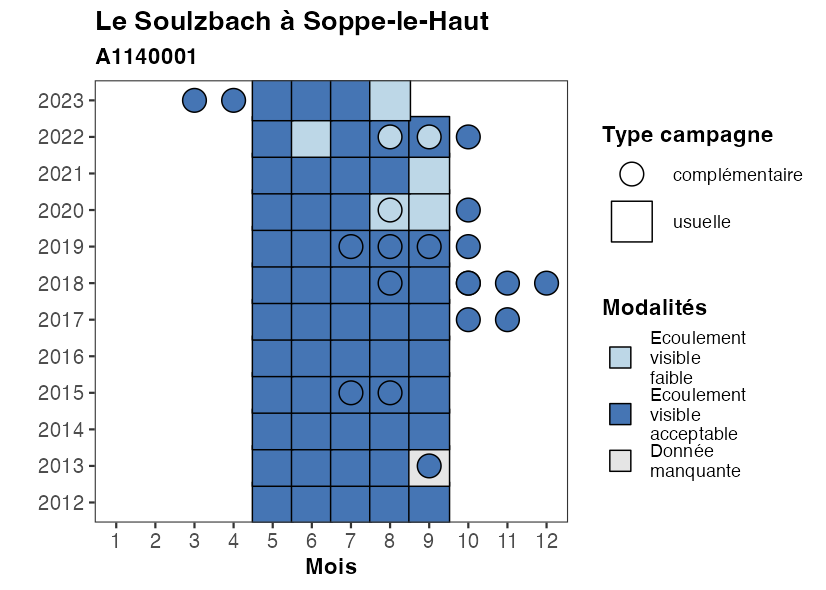 Le Soulzbach à Soppe-le-Haut
A1140001
2023
2022
2021
2020
2019
2018
2017
2016
2015
2014
2013
2012
1 2 3 4 5 6 7 8 9 10 11 12
Mois
Type campagne
complémentaire
usuelle
Modalités
Ecoulement
visible
faible
Ecoulement
visible
acceptable
Donnée
manquante